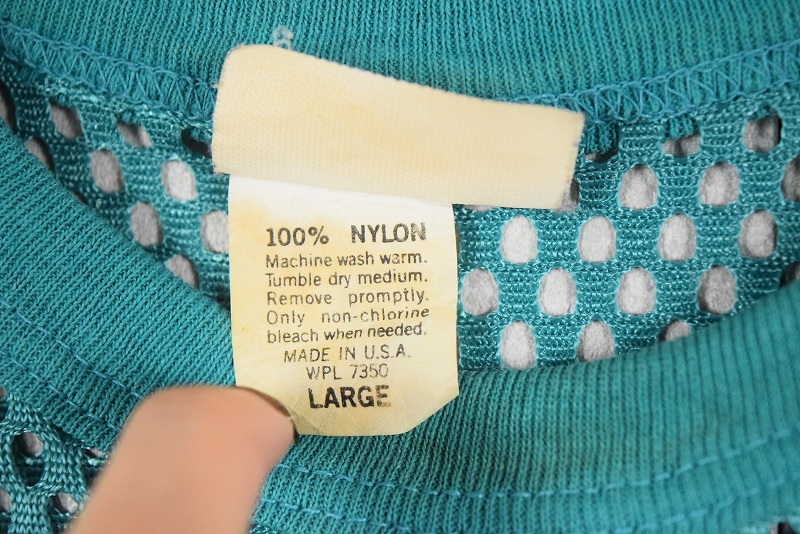 100% NYLON
Machine wash warm.
Tumble dry medium.
Remove promptly.
Only non-chlorine
bleach when needed.
MADE IN U.S.A.
WPL 7350
LARGE